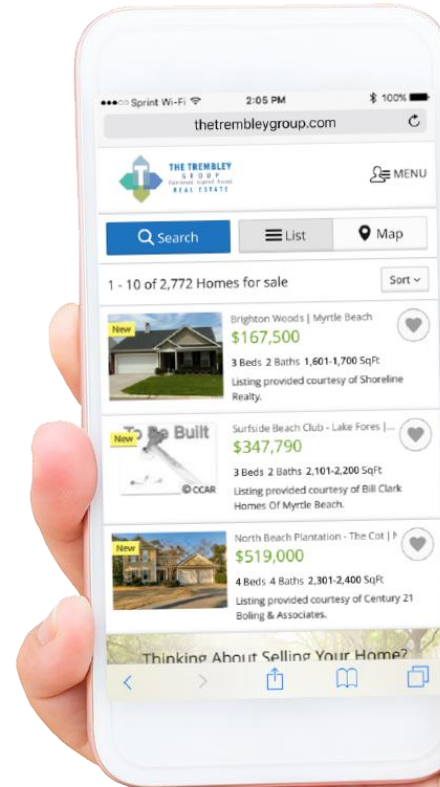 Sprint Wi-Fi 2:05 PM 100%
thetrembleygroup.com
THE TREMBLEY
GROUP
REAL ESTATE
MENU
Search List Map
1 - 10 of 2,772 Homes for sale Sort
New
Brighton Woods | Myrtle Beach
$167,500
3 Beds 2 Baths 1,601-1,700 SqFt
Listing provided courtesy of Shoreline
Realty.
To Be Built
New
© CCAR
Surfside Beach Club - Lake Fores |...
$347,790
3 Beds 2 Baths 2,101-2,200 SqFt
Listing provided courtesy of Bill Clark
Homes Of Myrtle Beach.
New
North Beach Plantation - The Cot |
$519,000
4 Beds 4 Baths 2,301-2,400 SqFt
Listing provided courtesy of Century 21
Boling & Associates.
Thinking About Selling Your Home?